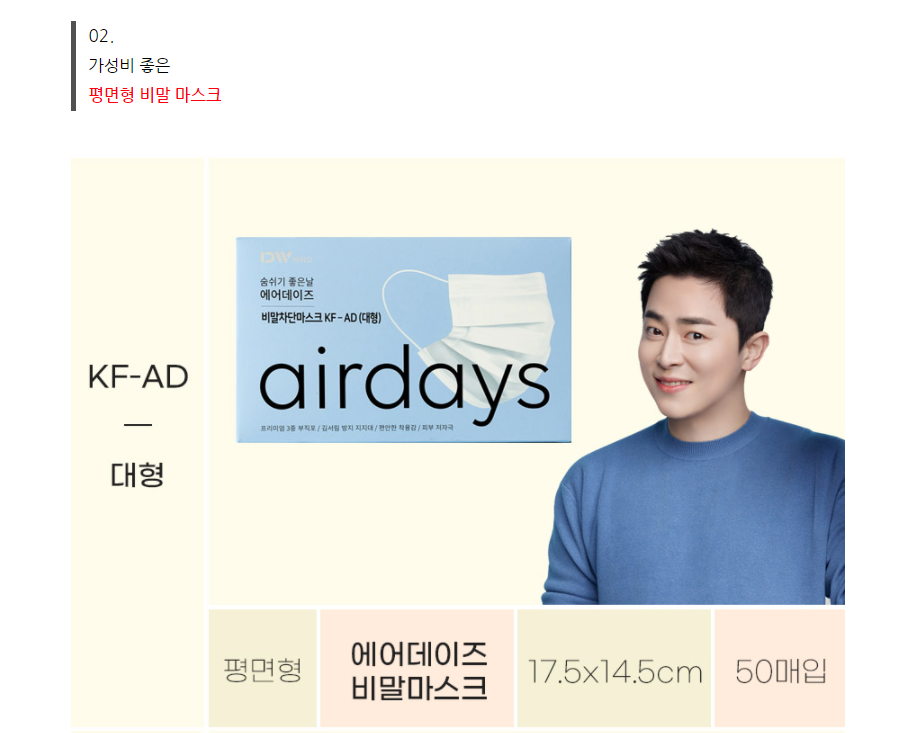 02.
가성비 좋은
평면형 비말 마스크
KF-AD
대형
DW
숨쉬기 좋은날
에어데이즈
비말차단마스크 KF-AD (대형)
airdays
프리미엄 3중 부직포 / 김서림 방지 지지대 / 편안한 착용감 / 피부 저자극
평면형
에어데이즈
비말마스크
17.5x14.5cm
50매입